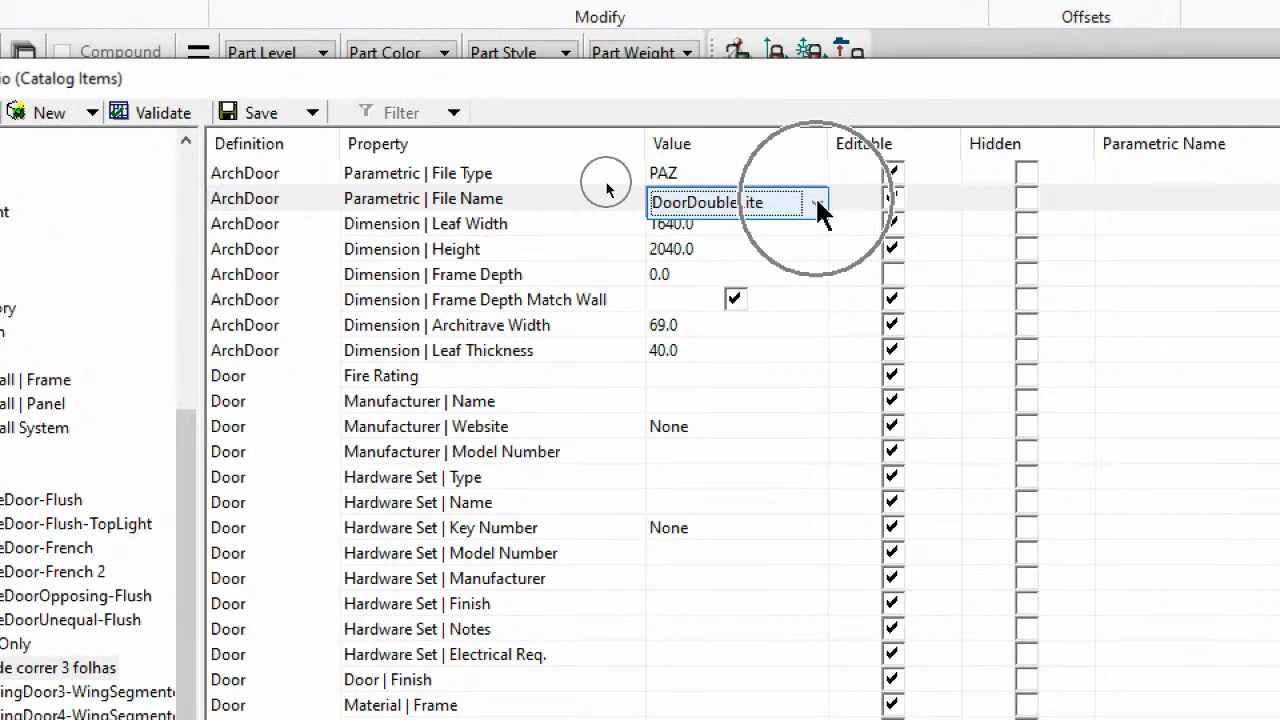 Modify
Offsets
Compound
Part Level
Part Color
Part Style
Part Weight
io (Catalog Items)
New
Validate
Save
Filter
Definition Property Value Editable Hidden Parametric Name
ArchDoor Parametric | File Type PAZ
ArchDoor Parametric | File Name
ArchDoor Dimension | Leaf Width 1640.0
ArchDoor Dimension | Height 2040.0
ArchDoor Dimension | Frame Depth 0.0
ArchDoor Dimension | Frame Depth Match Wall
ArchDoor Dimension | Architrave Width 69.0
ArchDoor Dimension | Leaf Thickness 40.0
Door Fire Rating
Door Manufacturer | Name
Door Manufacturer | Website None
Door Manufacturer | Model Number
Door Hardware Set | Type
Door Hardware Set | Name
Door Hardware Set | Key Number None
Door Hardware Set | Model Number
Door Hardware Set | Manufacturer
Door Hardware Set | Finish
Door Hardware Set | Notes
Door Hardware Set | Electrical Req.
Door Door | Finish
Door Material | Frame
nt
ory
n
all | Frame
all | Panel
all System
eDoor-Flush
eDoor-Flush-TopLight
eDoor-French
eDoor-French 2
eDoorOpposing-Flush
eDoorUnequal-Flush
Only
de correr 3 folhas
ingDoor3-WingSegmente
ingDoor4-WingSegmente